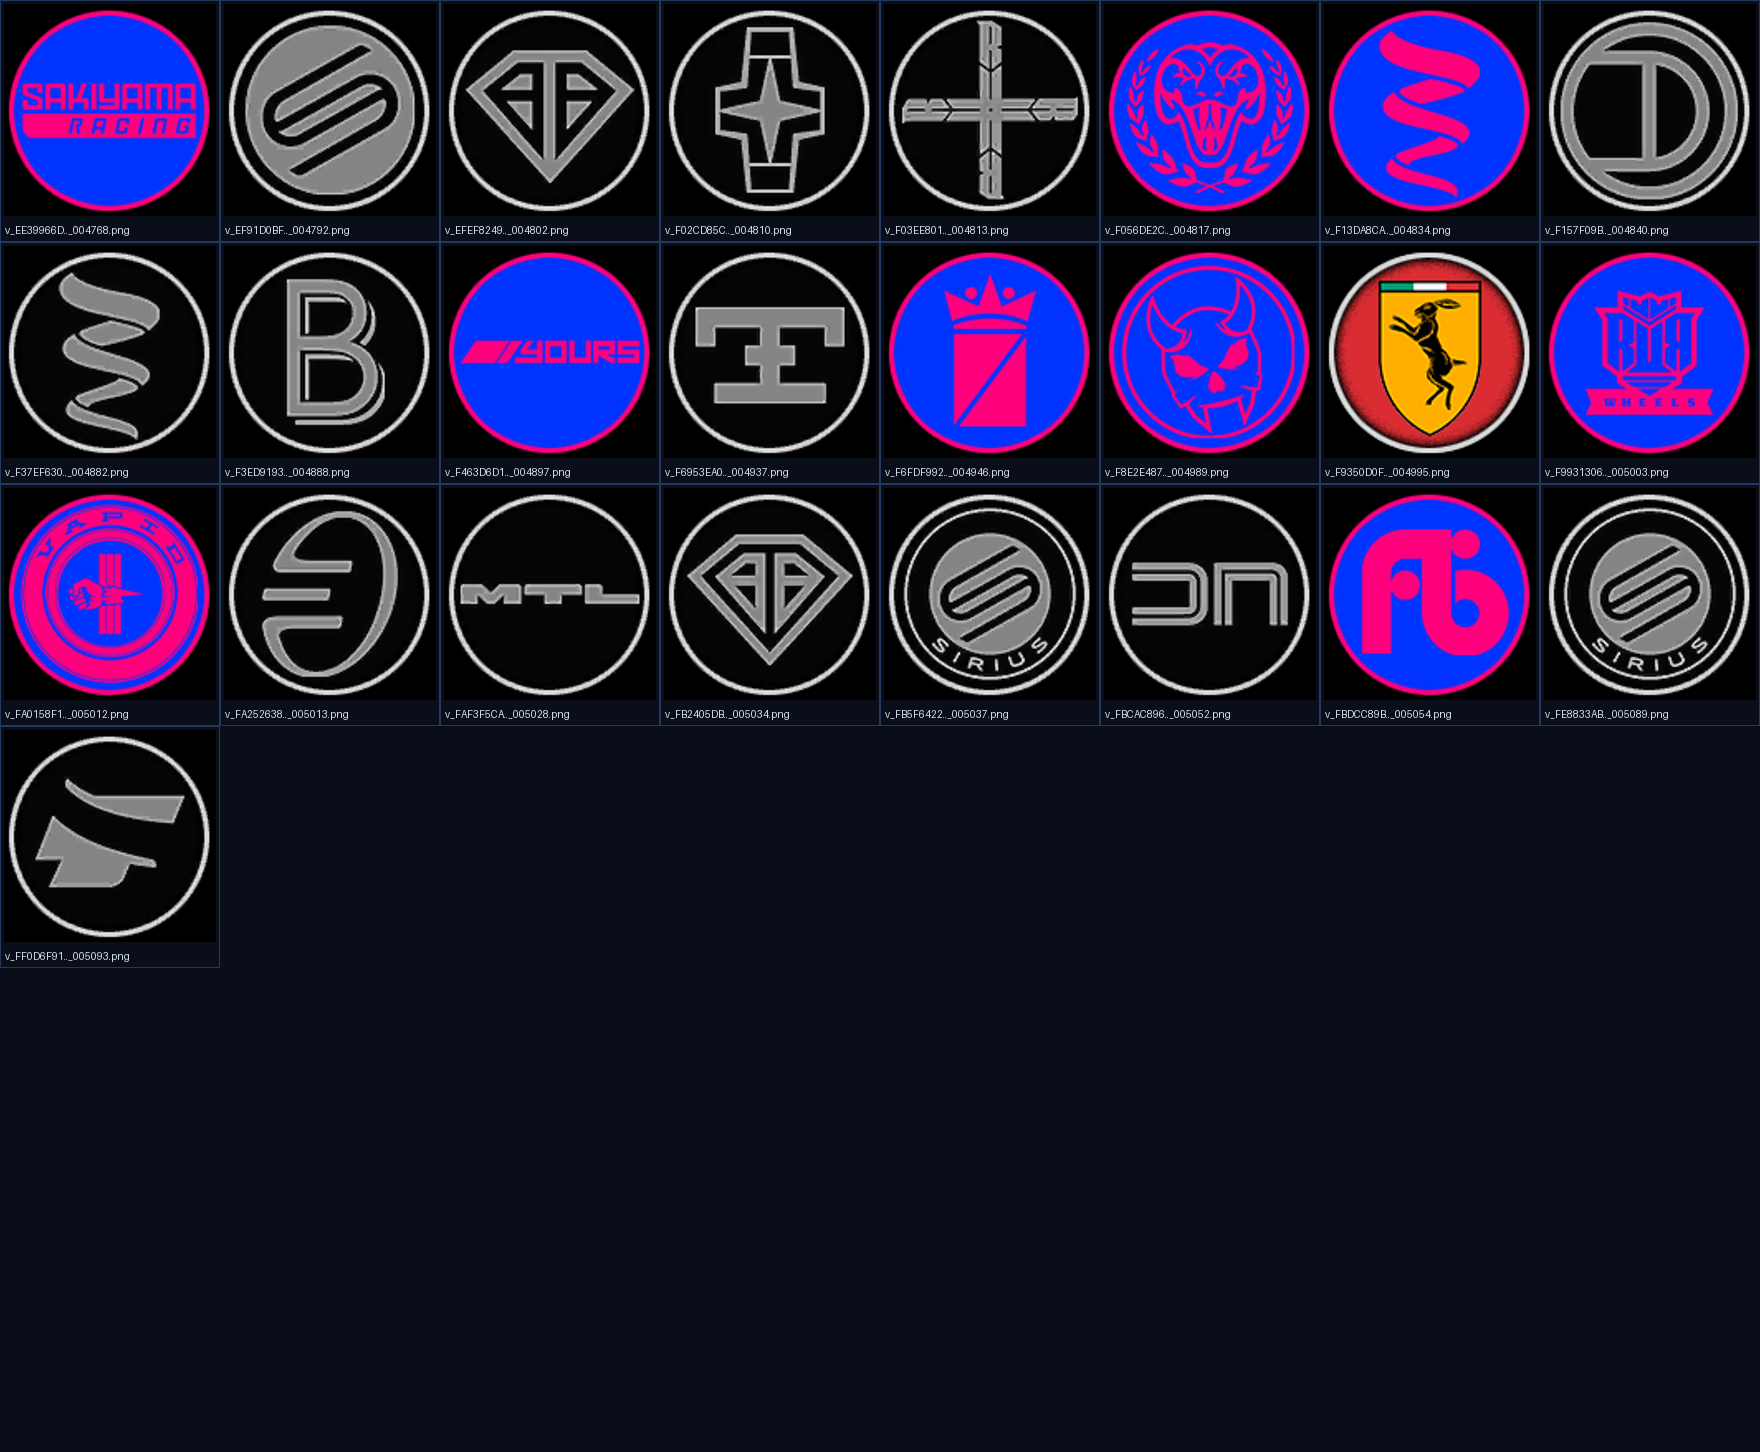 SAKIYAMA
RACING
v_EE39966D.._004768.png
v_EF91D0BF.._004792.png
v_EFEF8249.._004802.png
v_F02CD85C.._004810.png
v_F03EE801.._004813.png
v_F056DE2C.._004817.png
v_F13DA8CA.._004834.png
v_F157F09B.._004840.png
B
YOURS
WHEELS
v_F37EF630.._004882.png
v_F3ED9193.._004888.png
v_F463D6D1.._004897.png
v_F6953EA0.._004937.png
v_F6FDF992.._004946.png
v_F8E2E487.._004989.png
v_F9350D0F.._004995.png
v_F9931306.._005003.png
VAPID
MTL
SIRIUS
Fb
SIRIUS
v_FA0158F1.._005012.png
v_FA252638.._005013.png
v_FAF3F5CA.._005028.png
v_FB2405DB.._005034.png
v_FB5F6422.._005037.png
v_FBCAC896.._005052.png
v_FBDCC89B.._005054.png
v_FE8833AB.._005089.png
v_FF0D6F91.._005093.png